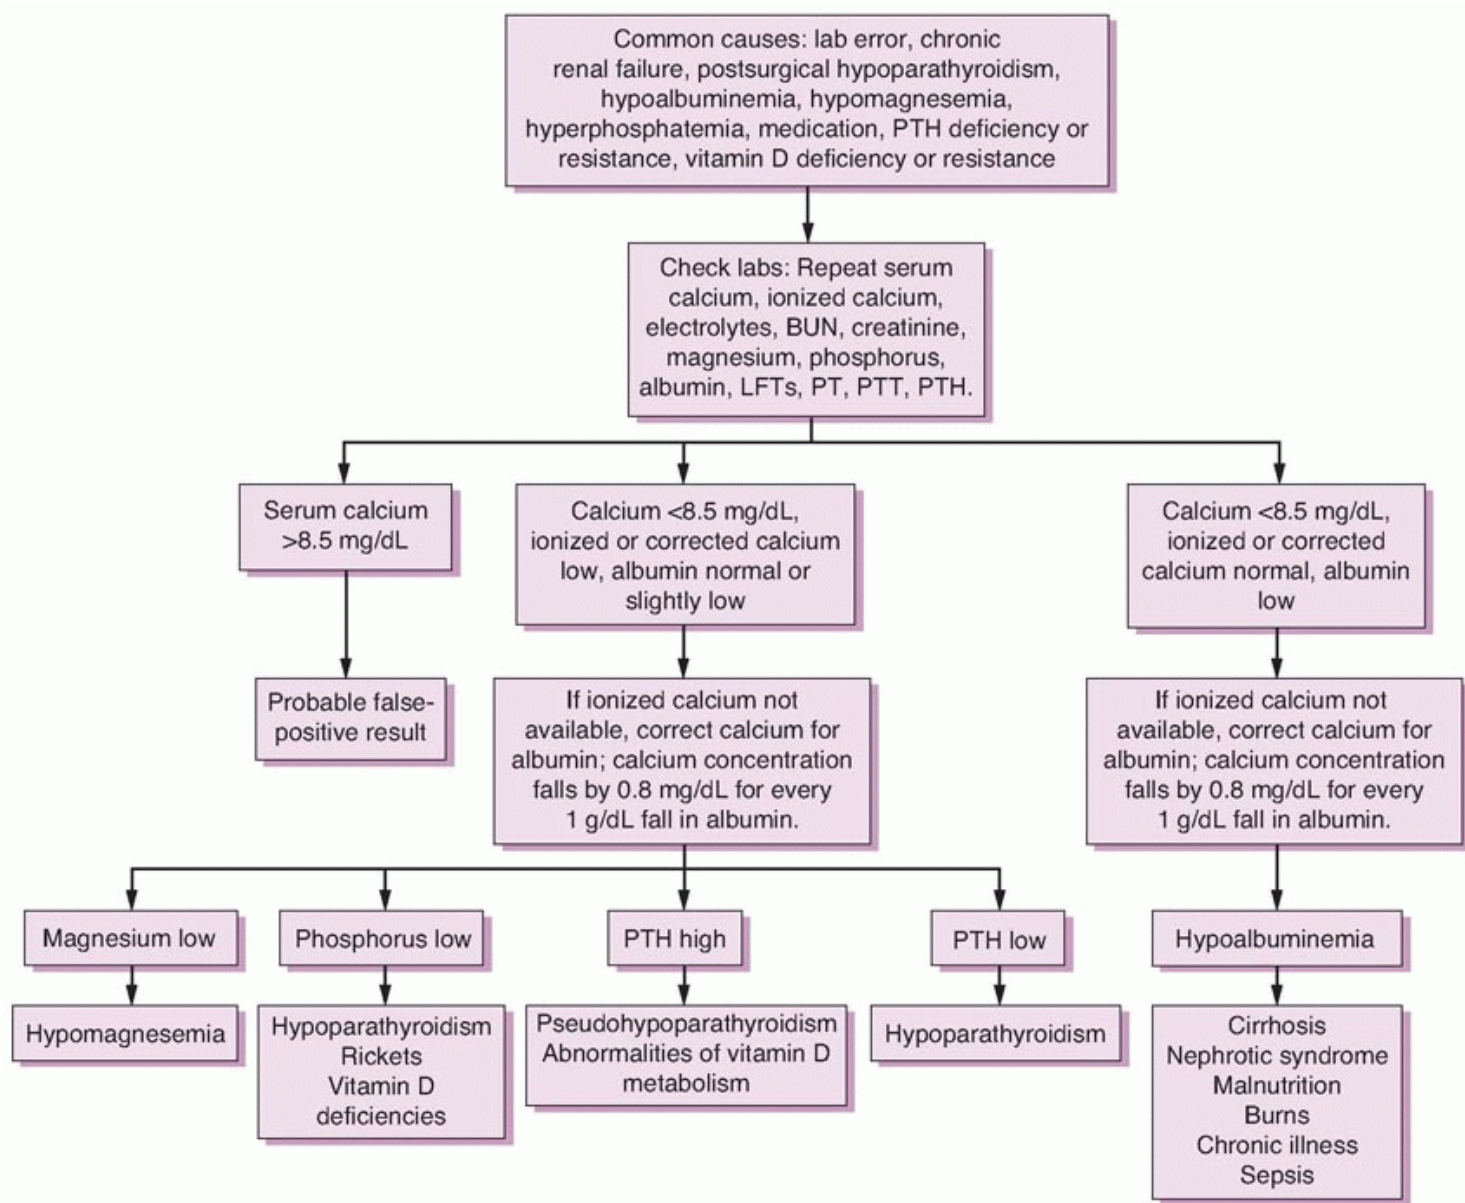 Common causes: lab error, chronic
renal failure, postsurgical hypoparathyroidism,
hypoalbuminemia, hypomagnesemia,
hyperphosphatemia, medication, PTH deficiency or
resistance, vitamin D deficiency or resistance
Check labs: Repeat serum
calcium, ionized calcium,
electrolytes, BUN, creatinine,
magnesium, phosphorus,
albumin, LFTs, PT, PTT, PTH.
Serum calcium
>8.5 mg/dL
Calcium <8.5 mg/dL,
ionized or corrected calcium
low, albumin normal or
slightly low
Calcium <8.5 mg/dL,
ionized or corrected
calcium normal, albumin
low
Probable false-
positive result
If ionized calcium not
available, correct calcium for
albumin; calcium concentration
falls by 0.8 mg/dL for every
1 g/dL fall in albumin.
If ionized calcium not
available, correct calcium for
albumin; calcium concentration
falls by 0.8 mg/dL for every
1 g/dL fall in albumin.
Magnesium low
Phosphorus low
PTH high
PTH low
Hypoalbuminemia
Hypomagnesemia
Hypoparathyroidism
Rickets
Vitamin D
deficiencies
Pseudohypoparathyroidism
Abnormalities of vitamin D
metabolism
Hypoparathyroidism
Cirrhosis
Nephrotic syndrome
Malnutrition
Burns
Chronic illness
Sepsis